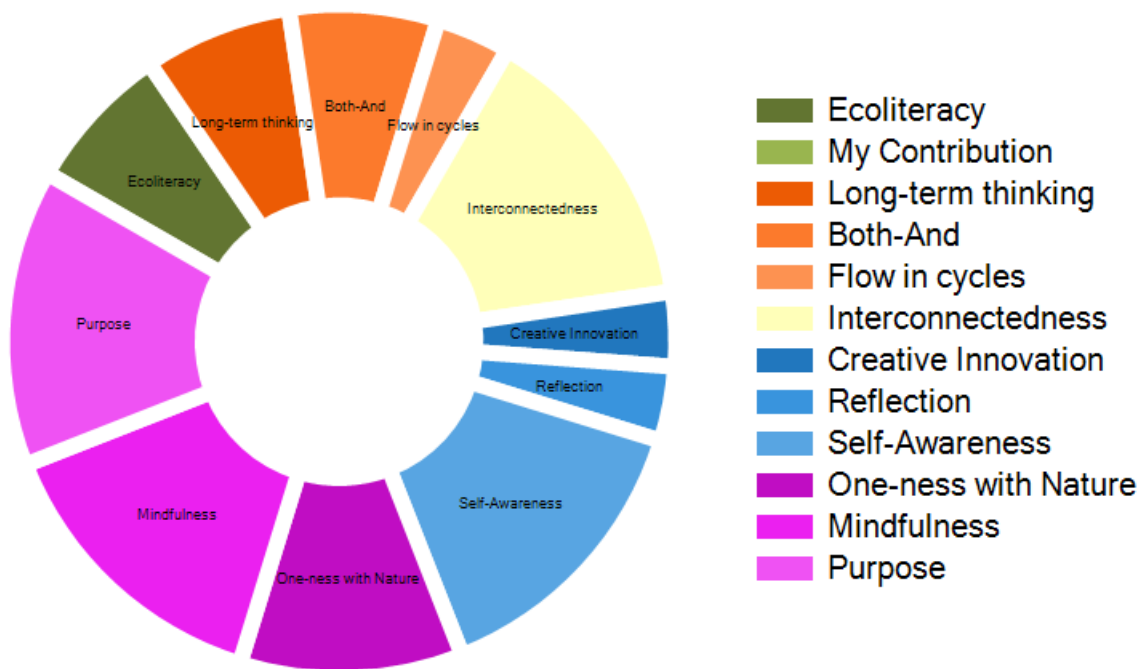 Both-And
Long-term thinking
Flow in cycles
Ecoliteracy
Interconnectedness
Purpose
Creative Innovation
Reflection
Self-Awareness
Mindfulness
One-ness with Nature
Ecoliteracy
My Contribution
Long-term thinking
Both-And
Flow in cycles
Interconnectedness
Creative Innovation
Reflection
Self-Awareness
One-ness with Nature
Mindfulness
Purpose